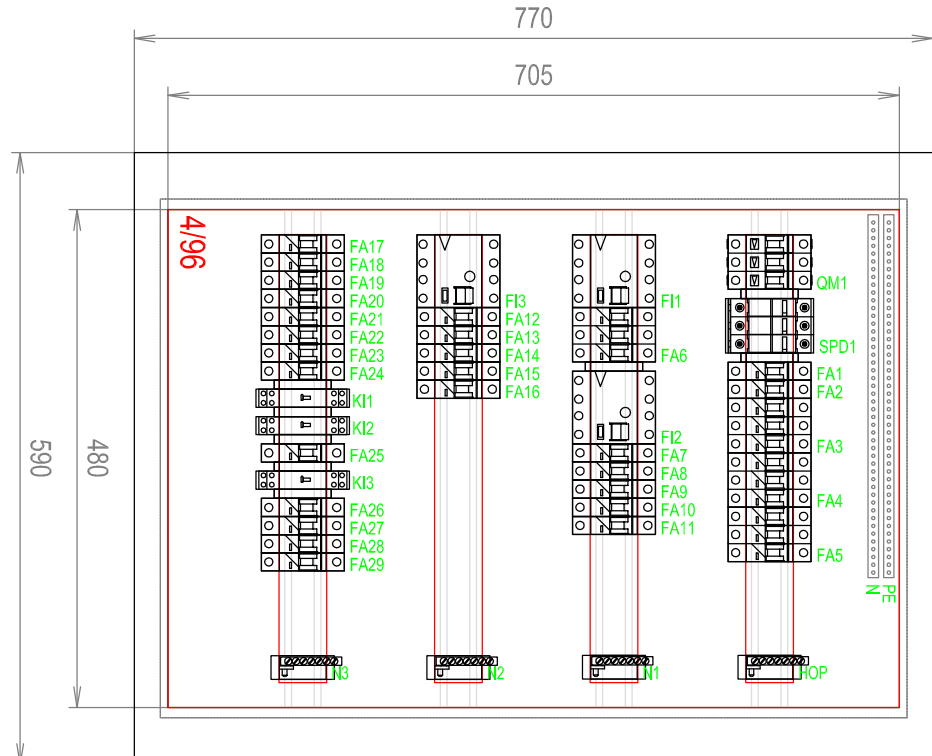 770
705
590
480
4/96
FA17
FA18
FA19
FA20
FA21
FA22
FA23
FA24
KI1
KI2
FA25
KI3
FA26
FA27
FA28
FA29
N3
FI3
FA12
FA13
FA14
FA15
FA16
N2
FI1
FA6
FI2
FA7
FA8
FA9
FA10
FA11
N1
QM1
SPD1
FA1
FA2
FA3
FA4
FA5
HOP
N
PE